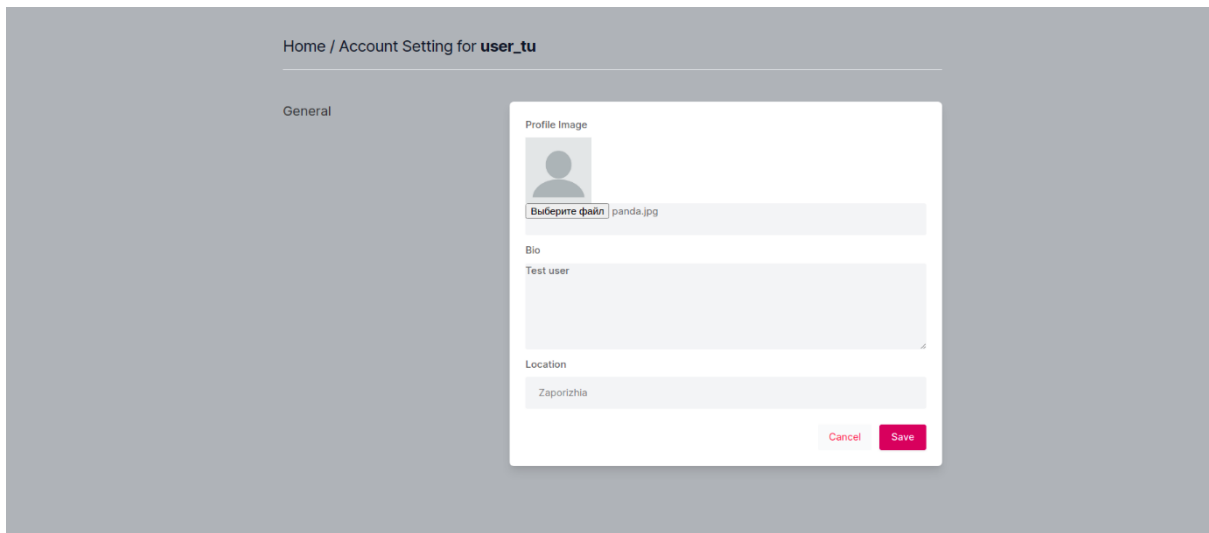 Home / Account Setting for user_tu
General
Profile Image
Выберите файл panda.jpg
Bio
Test user
Location
Zaporizhia
Cancel Save